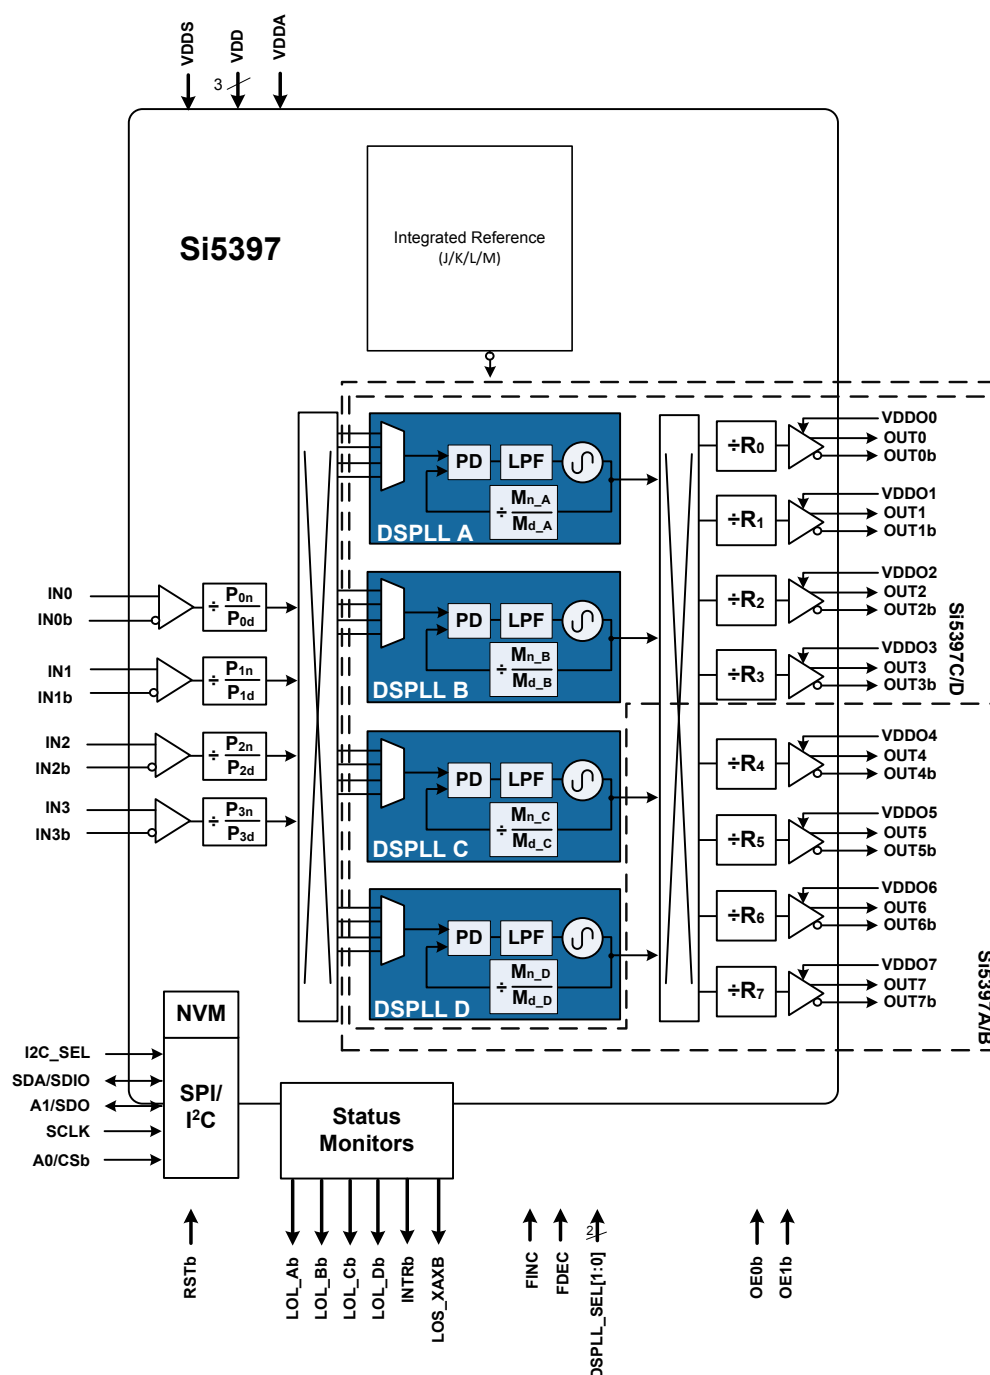 VDDS
VDD
VDDA
3
Si5397
Integrated Reference
(J/K/L/M)
IN0
IN0b
÷ P0n
P0d
IN1
IN1b
÷ P1n
P1d
IN2
IN2b
÷ P2n
P2d
IN3
IN3b
÷ P3n
P3d
PD
LPF
÷ Mn_A
Md_A
DSPLL A
PD
LPF
÷ Mn_B
Md_B
DSPLL B
PD
LPF
÷ Mn_C
Md_C
DSPLL C
PD
LPF
÷ Mn_D
Md_D
DSPLL D
÷R0
VDDO0
OUT0
OUT0b
÷R1
VDDO1
OUT1
OUT1b
÷R2
VDDO2
OUT2
OUT2b
÷R3
VDDO3
OUT3
OUT3b
Si5397C/D
÷R4
VDDO4
OUT4
OUT4b
÷R5
VDDO5
OUT5
OUT5b
÷R6
VDDO6
OUT6
OUT6b
÷R7
VDDO7
OUT7
OUT7b
Si5397A/B
NVM
SPI/
I²C
I2C_SEL
SDA/SDIO
A1/SDO
SCLK
A0/CSb
Status
Monitors
RSTb
LOL_Ab
LOL_Bb
LOL_Cb
LOL_Db
INTRb
LOS_XAXB
FINC
FDEC
2
DSPLL_SEL[1:0]
OE0b
OE1b